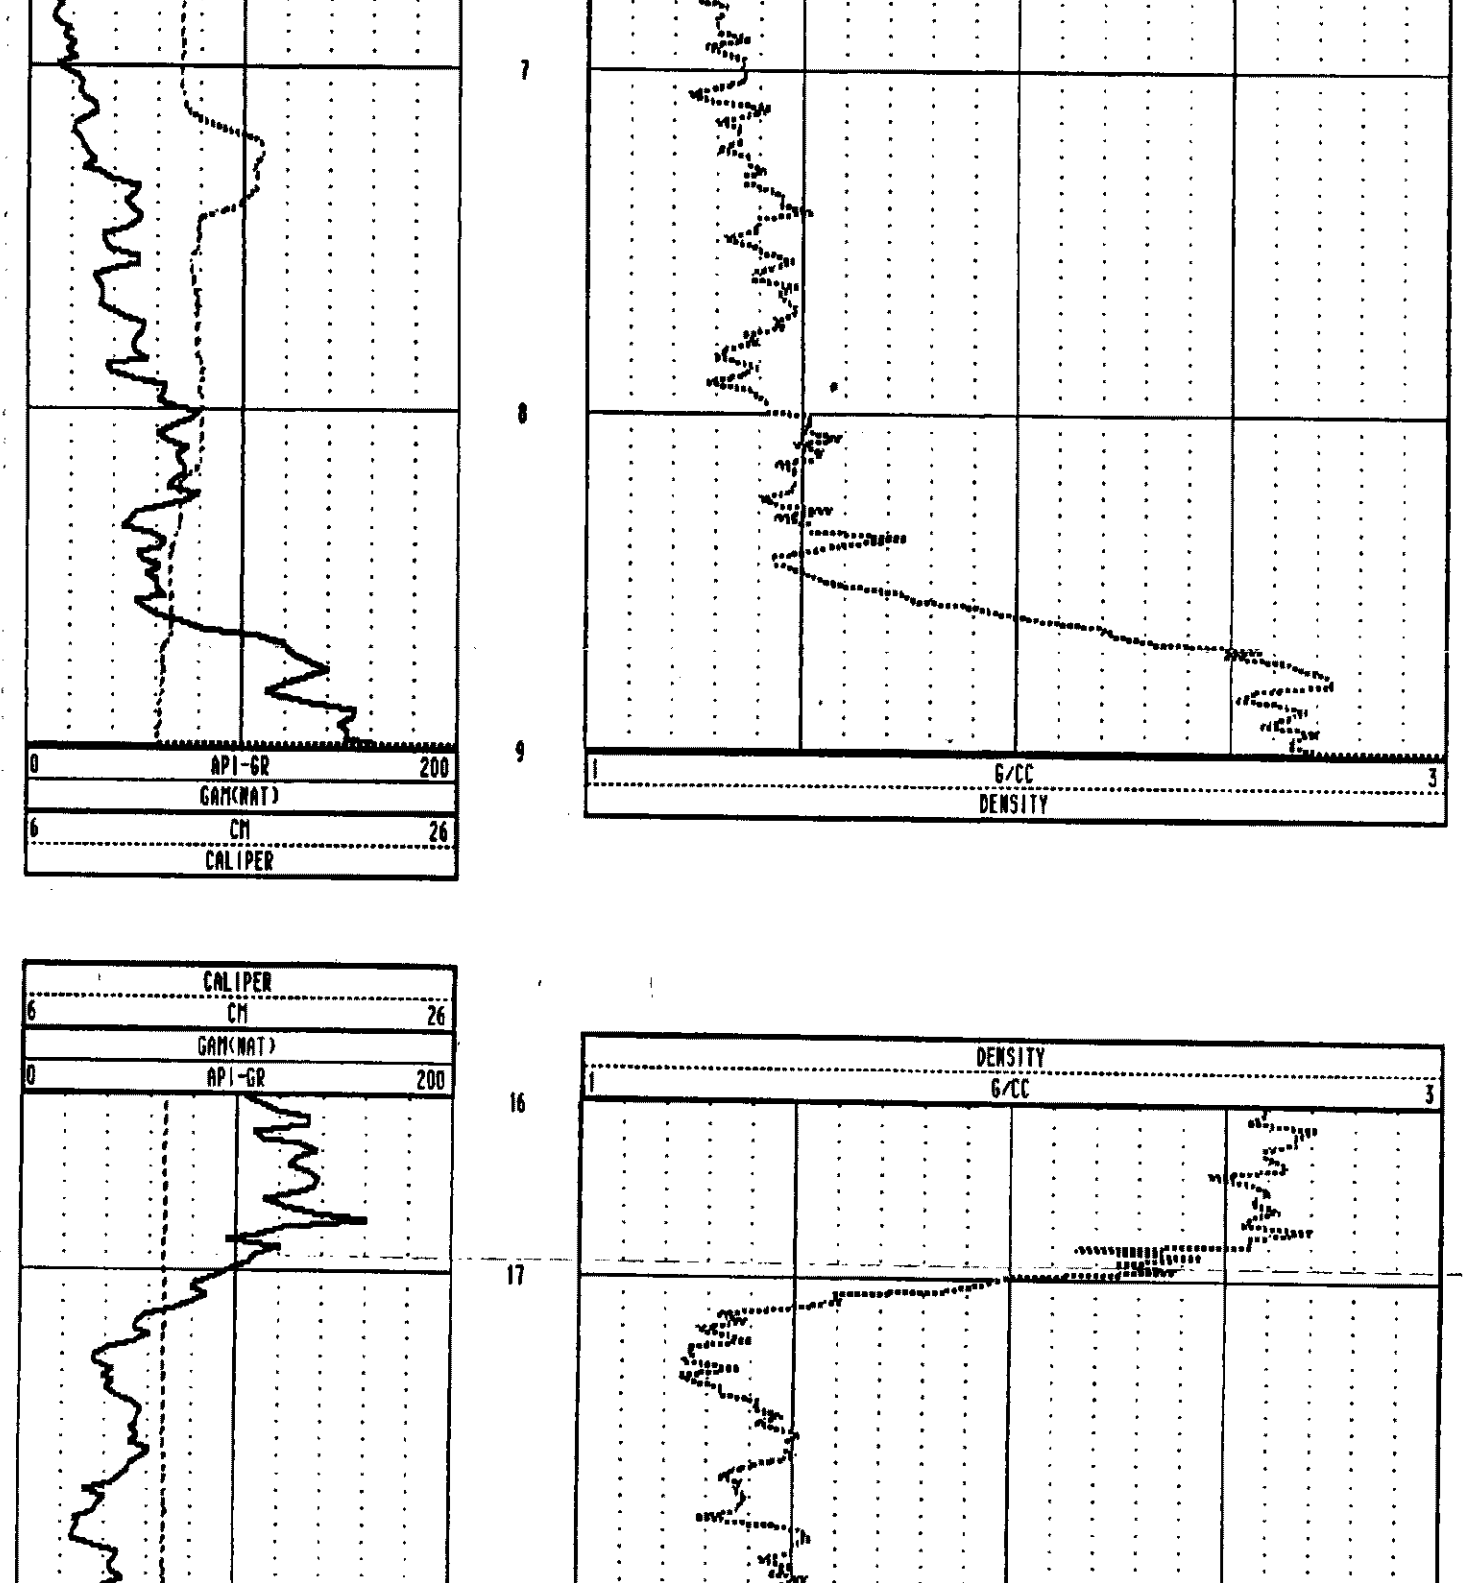 7
8
9
0 API-GR 200
GAM(NAT)
6 CM 26
CALIPER
1 G/CC 3
DENSITY
CALIPER
6 CM 26
GAM(NAT)
0 API-GR 200
DENSITY
1 G/CC 3
16
17